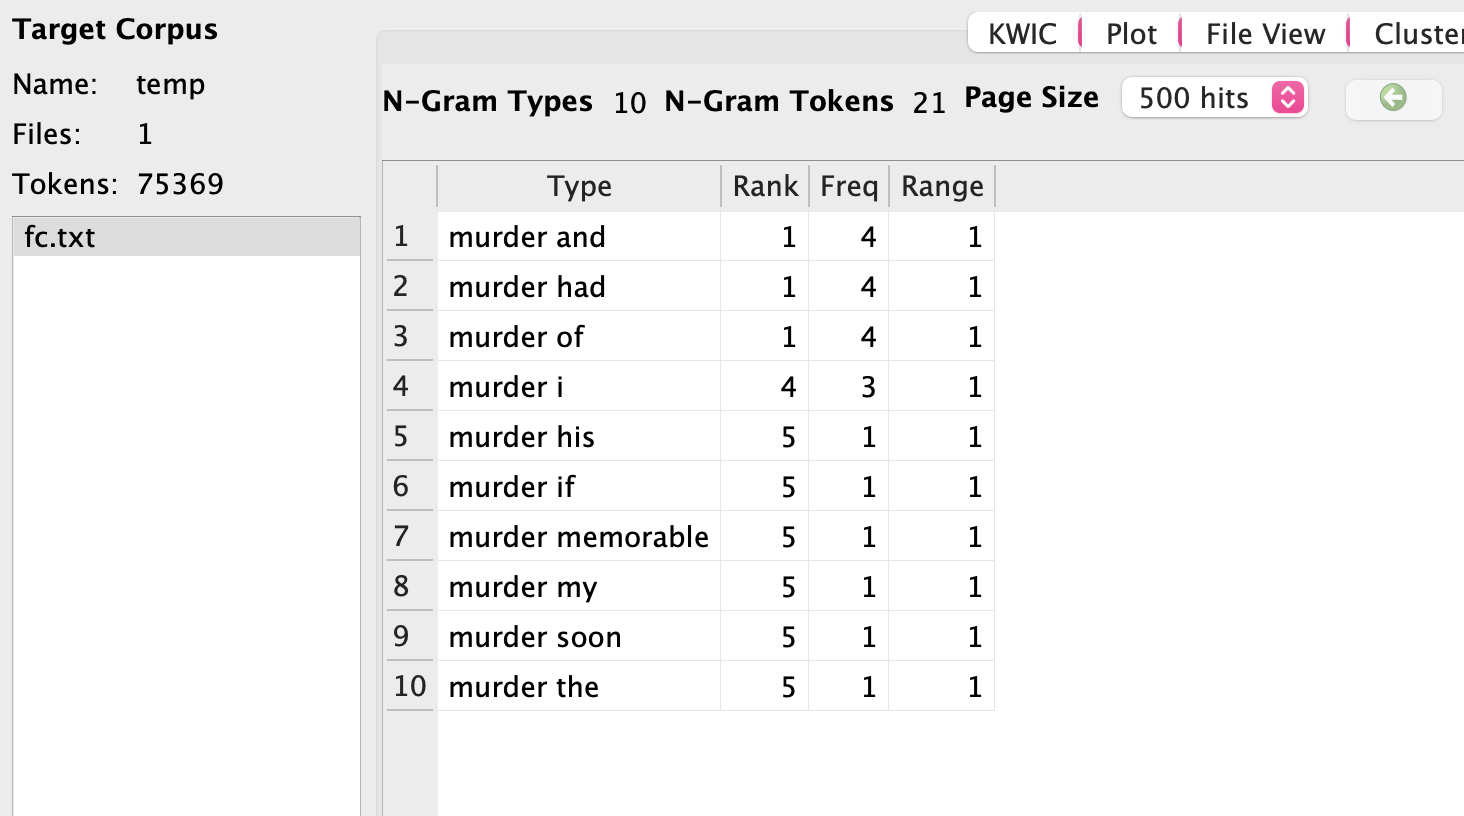 Target Corpus
Name: temp
Files: 1
Tokens: 75369
fc.txt
KWIC Plot File View
N-Gram Types 10 N-Gram Tokens 21 Page Size 500 hits
Type Rank Freq Range
1 murder and 1 4 1
2 murder had 1 4 1
3 murder of 1 4 1
4 murder i 4 3 1
5 murder his 5 1 1
6 murder if 5 1 1
7 murder memorable 5 1 1
8 murder my 5 1 1
9 murder soon 5 1 1
10 murder the 5 1 1